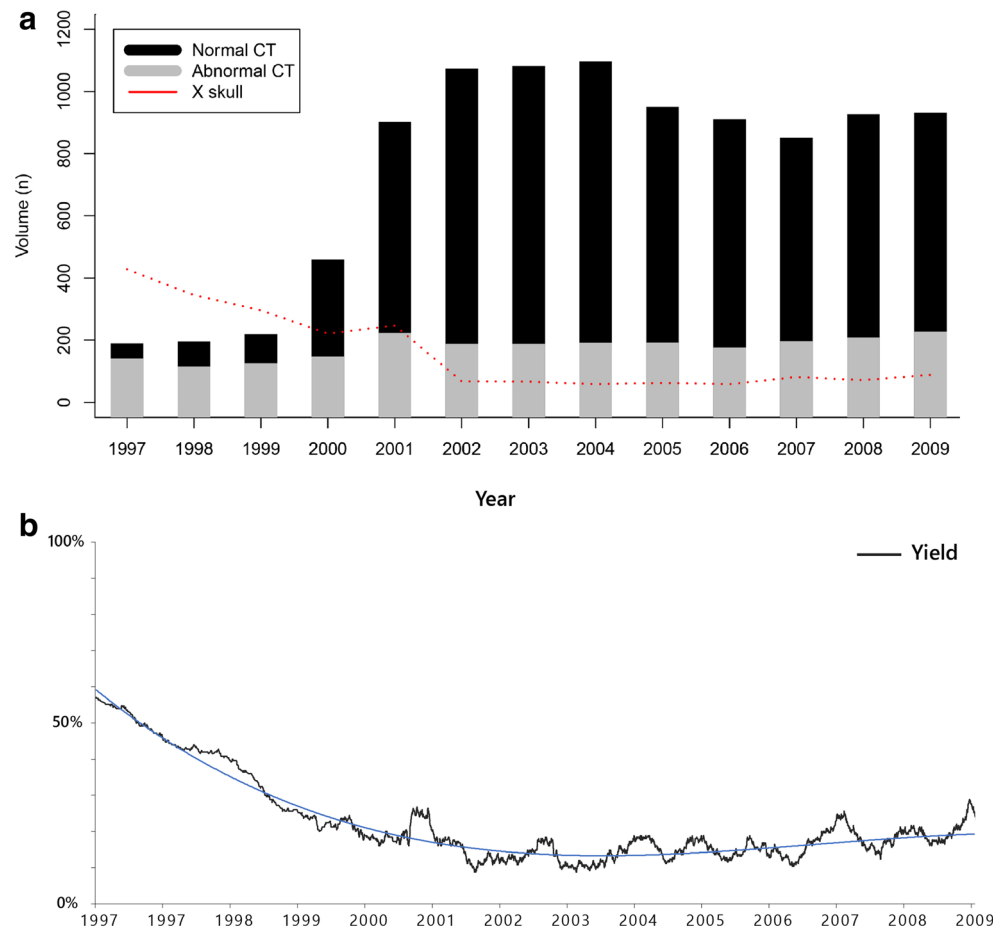 a
Normal CT
Abnormal CT
X skull
Volume (n)
1200
1000
800
600
400
200
0
1997 1998 1999 2000 2001 2002 2003 2004 2005 2006 2007 2008 2009
Year
b
Yield
100%
50%
0%
1997 1997 1998 1999 2000 2001 2002 2003 2004 2005 2006 2007 2008 2009